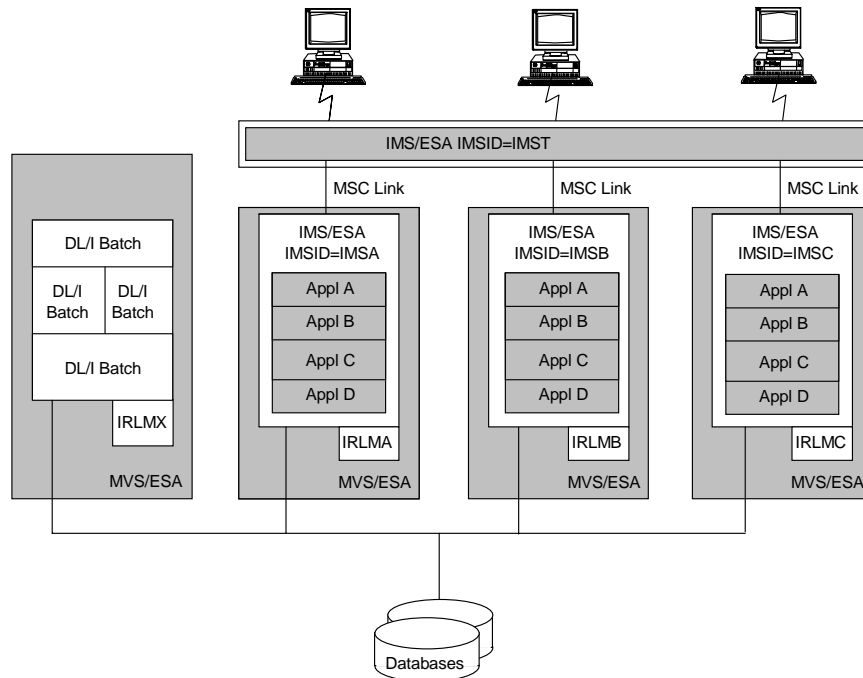 IMS/ESA IMSID=IMST
MSC Link
MSC Link
MSC Link
DL/I Batch
DL/I
Batch
DL/I
Batch
DL/I Batch
IRLMX
MVS/ESA
IMS/ESA
IMSID=IMSA
Appl A
Appl B
Appl C
Appl D
IRLMA
MVS/ESA
IMS/ESA
IMSID=IMSB
Appl A
Appl B
Appl C
Appl D
IRLMB
MVS/ESA
IMS/ESA
IMSID=IMSC
Appl A
Appl B
Appl C
Appl D
IRLMC
MVS/ESA
Databases